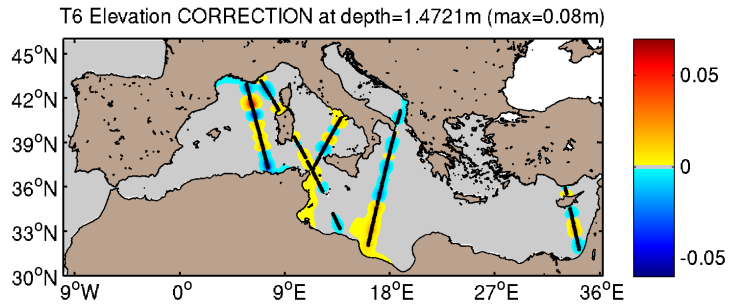 T6 Elevation CORRECTION at depth=1.4721m (max=0.08m)
45°N
42°N
39°N
36°N
33°N
30°N
9°W 0° 9°E 18°E 27°E 36°E
0.05
0
-0.05